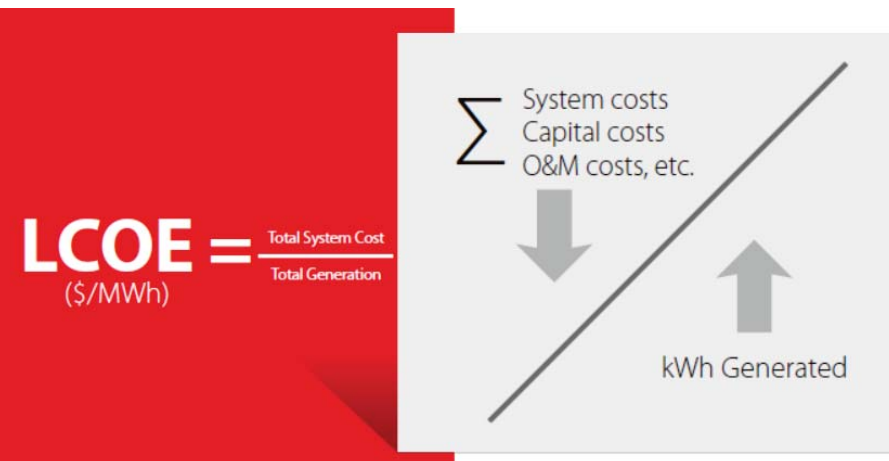 LCOE =
($/MWh)
Total System Cost
Total Generation
∑
System costs
Capital costs
O&M costs, etc.
kWh Generated